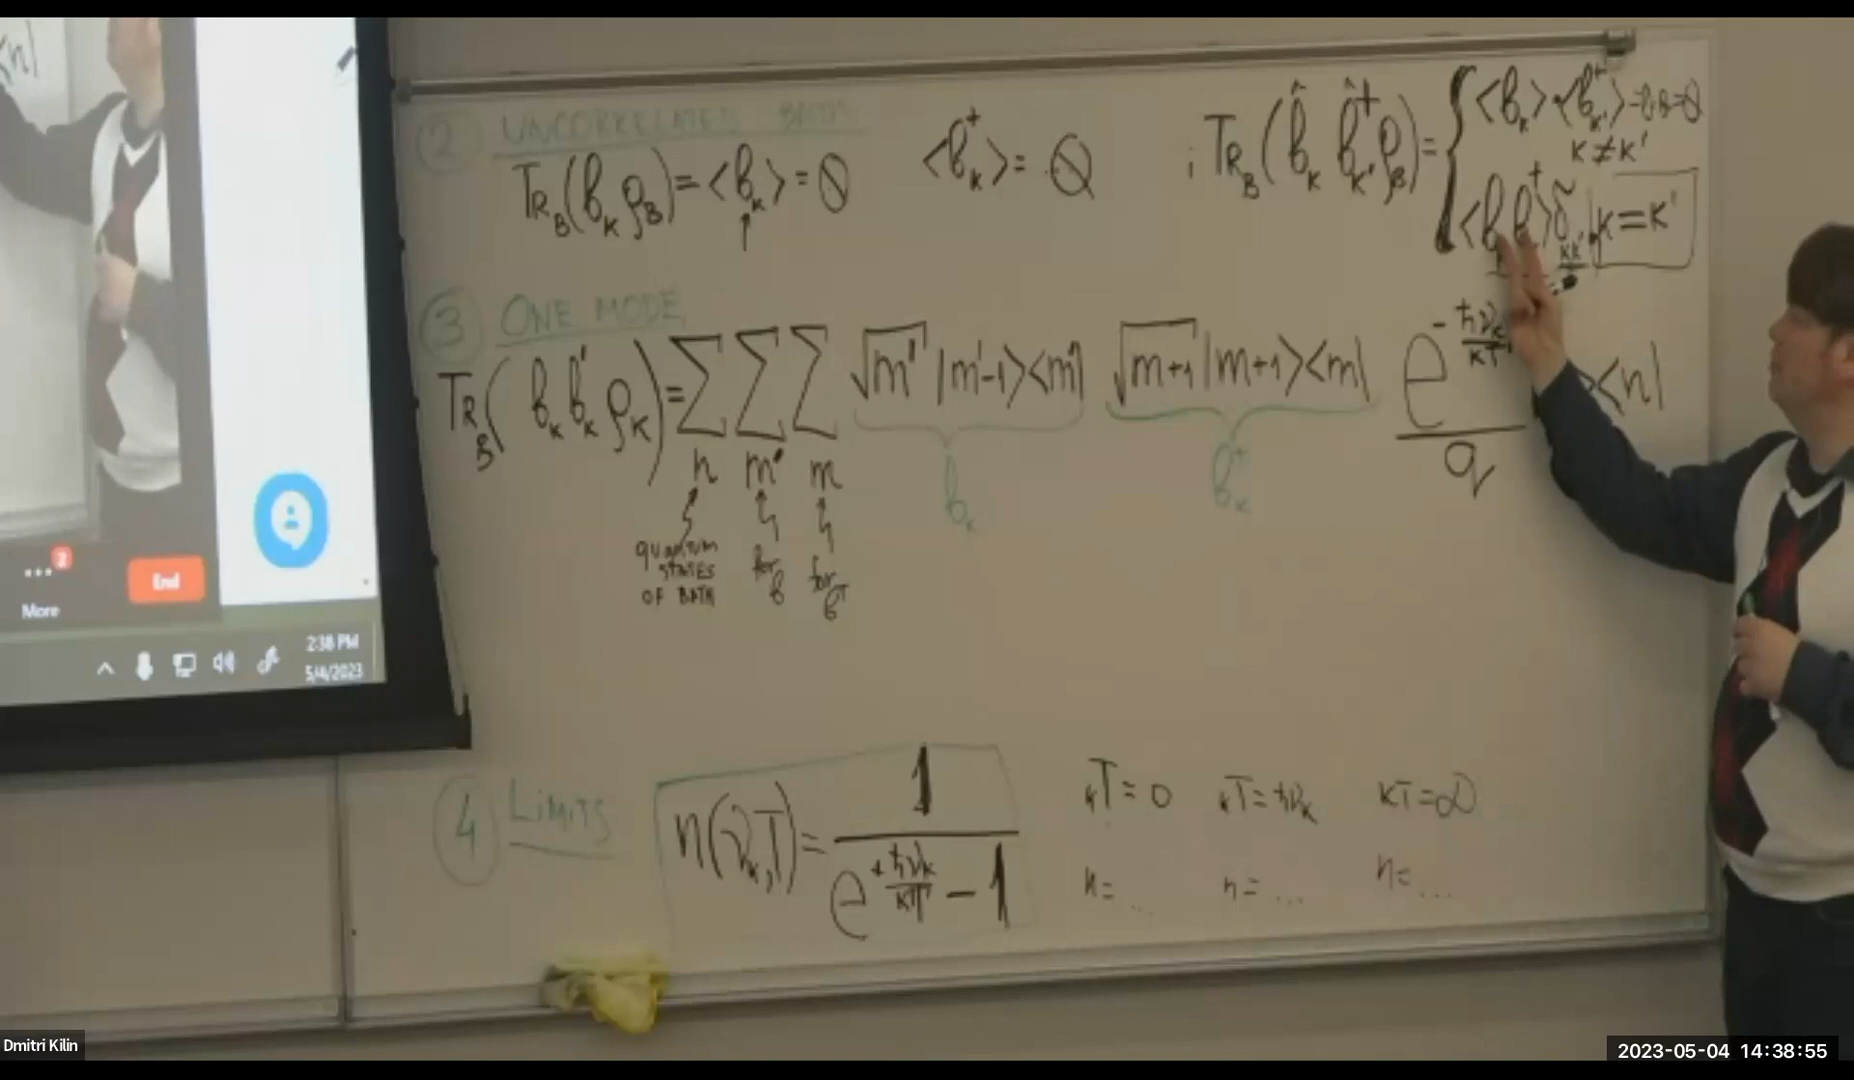 <n|
② UNCORRELATED BATH
Tr_B(b_k ρ_B) = <b_k> = 0    <b_k^+> = 0    ; Tr_B(b̂_k b̂_k'^+ ρ_B) = { <b_k>·<b_k'^+> = 0·0 = 0
k ≠ k'
<b_k b_k^+> δ_kk' | k = k'
③ ONE MODE
Tr_B( b_k b_k' ρ_k ) = Σ_n Σ_m' Σ_m √m' |m'-1><m'| √m+1 |m+1><m| e^{-ħν_k/kT} / q <n|
b_k    b_k^+
quantum STATES OF BATH    for b    for b^+
More
End
2
2:38 PM
5/4/2023
④ LIMITS
n(ν_k,T) = 1 / (e^{+ħν_k/kT} - 1)    kT = 0    kT = ħν_k    kT = ∞
n = ...    n = ...    n = ...
Dmitri Kilin
2023-05-04 14:38:55